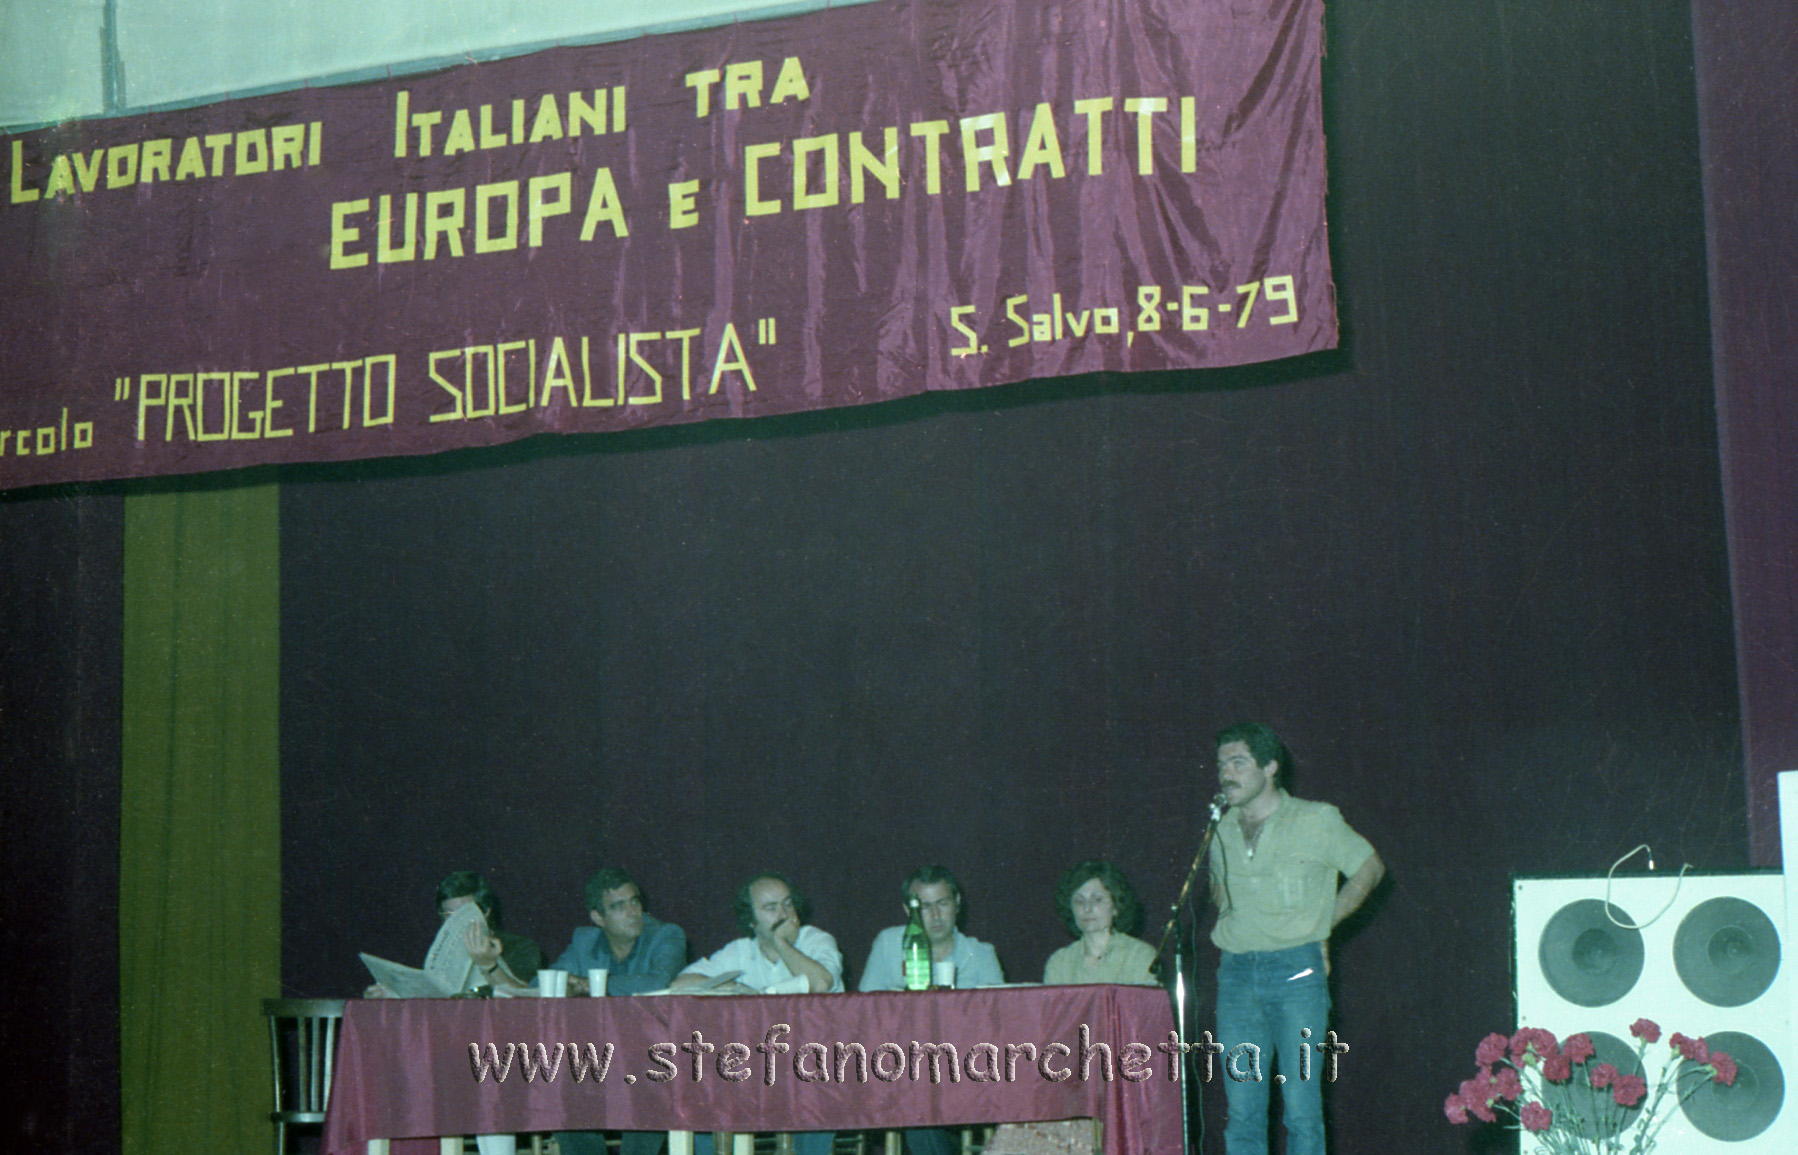 Lavoratori Italiani tra
EUROPA e CONTRATTI
rcolo "PROGETTO SOCIALISTA"
S. Salvo, 8-6-79
www.stefanomarchetta.it